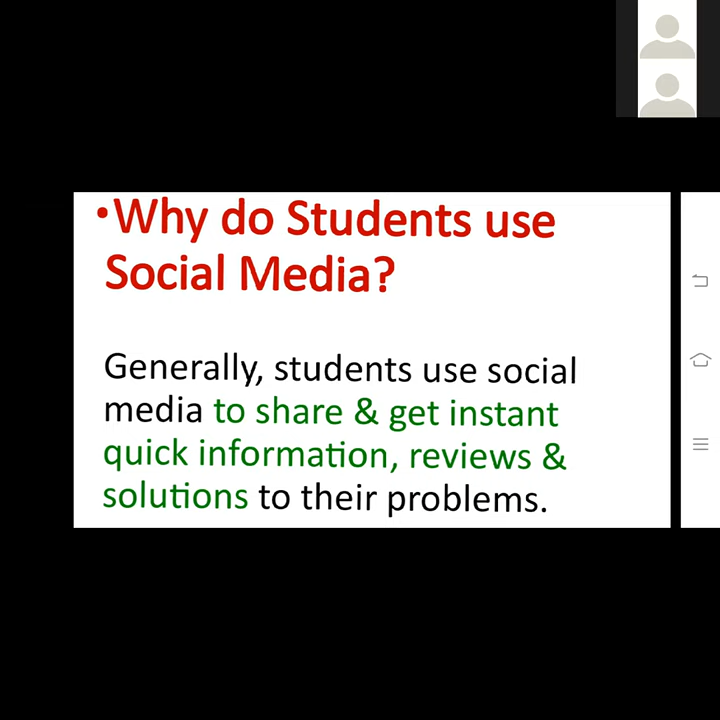 •Why do Students use
Social Media?
Generally, students use social
media to share & get instant
quick information, reviews &
solutions to their problems.